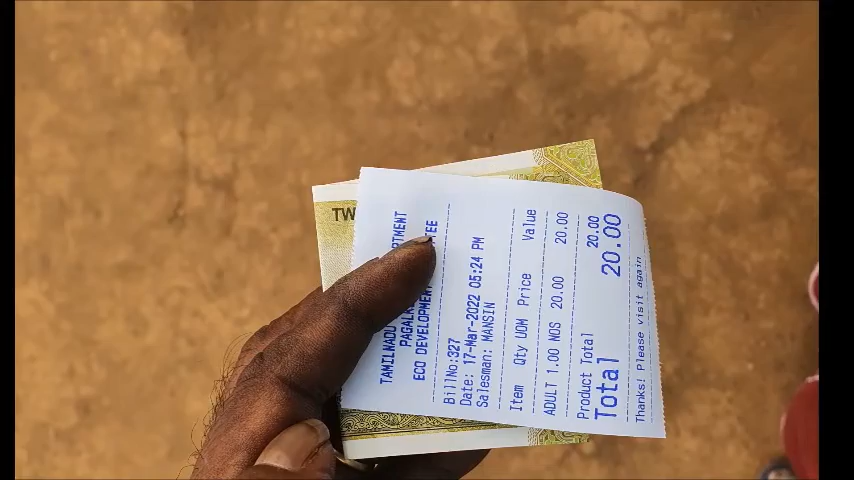 TW
TAMILNADU
PAGAL
ECO DEVELOPMENT
BillNo:327
Date: 17-Mar-2022 05:24 PM
Salesman: MANSIN
Item Qty UOM Price Value
ADULT 1.00 NOS 20.00 20.00
Product Total 20.00
Total 20.00
Thanks! Please visit again